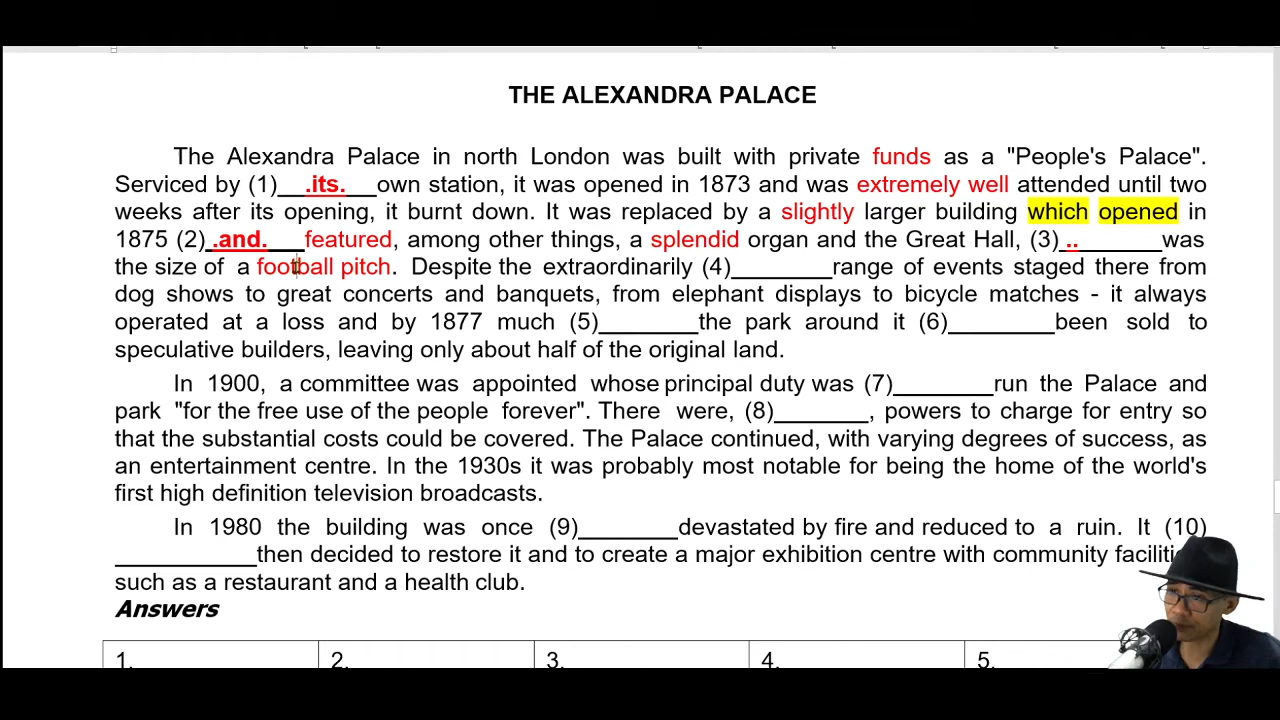 THE ALEXANDRA PALACE
The Alexandra Palace in north London was built with private funds as a "People's Palace".
Serviced by (1)__.its.__own station, it was opened in 1873 and was extremely well attended until two
weeks after its opening, it burnt down. It was replaced by a slightly larger building which opened in
1875 (2)_.and.___featured, among other things, a splendid organ and the Great Hall, (3)_..______was
the size of a football pitch. Despite the extraordinarily (4)________range of events staged there from
dog shows to great concerts and banquets, from elephant displays to bicycle matches - it always
operated at a loss and by 1877 much (5)________the park around it (6)________been sold to
speculative builders, leaving only about half of the original land.
In 1900, a committee was appointed whose principal duty was (7)________run the Palace and
park "for the free use of the people forever". There were, (8)_______, powers to charge for entry so
that the substantial costs could be covered. The Palace continued, with varying degrees of success, as
an entertainment centre. In the 1930s it was probably most notable for being the home of the world's
first high definition television broadcasts.
In 1980 the building was once (9)________devastated by fire and reduced to a ruin. It (10)
___________then decided to restore it and to create a major exhibition centre with community
such as a restaurant and a health club.
Answers
1. 2. 3. 4. 5.